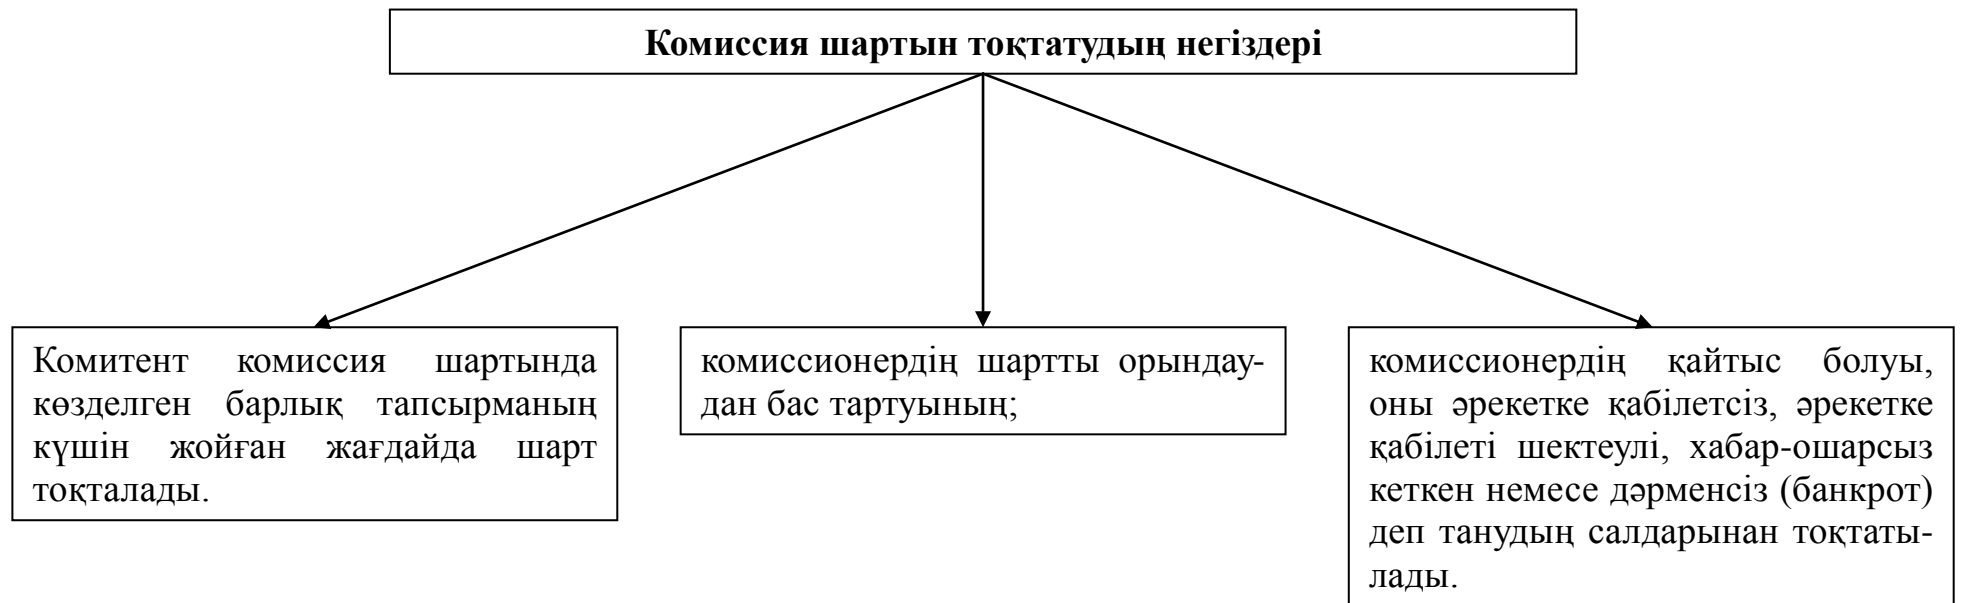 Комиссия шартын тоқтатудың негіздері
Комитент комиссия шартында
көзделген барлық тапсырманың
күшін жойған жағдайда шарт
тоқталады.
комиссионердің шартты орындау-
дан бас тартуының;
комиссионердің қайтыс болуы,
оны әрекетке қабілетсіз, әрекетке
қабілеті шектеулі, хабар-ошарсыз
кеткен немесе дәрменсіз (банкрот)
деп танудың салдарынан тоқтаты-
лады.